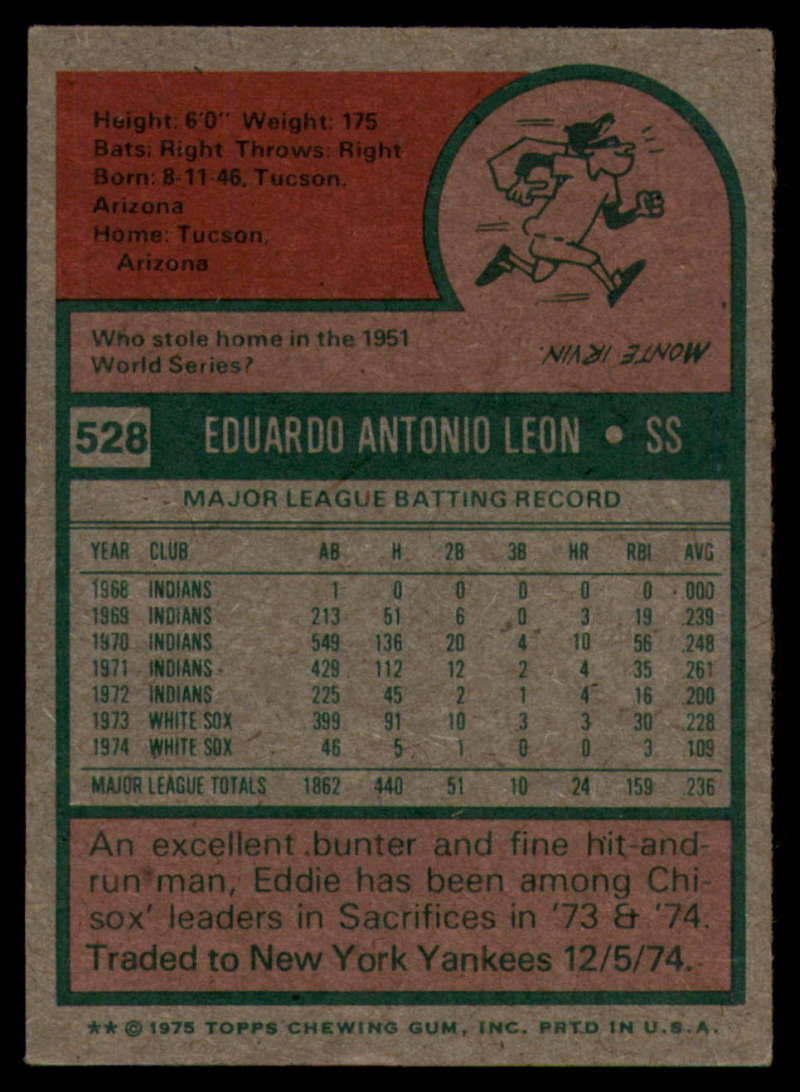 Height: 6'0" Weight: 175
Bats: Right Throws: Right
Born: 8-11-46, Tucson,
Arizona
Home: Tucson,
Arizona
Who stole home in the 1951
World Series?
MONTE IRVIN.
528 EDUARDO ANTONIO LEON • SS
MAJOR LEAGUE BATTING RECORD
YEAR CLUB AB H 2B 3B HR RBI AVG
1968 INDIANS 1 0 0 0 0 0 .000
1969 INDIANS 213 51 6 0 3 19 .239
1970 INDIANS 549 136 20 4 10 56 .248
1971 INDIANS 429 112 12 2 4 35 .261
1972 INDIANS 225 45 2 1 4 16 .200
1973 WHITE SOX 399 91 10 3 3 30 .228
1974 WHITE SOX 46 5 1 0 0 3 .109
MAJOR LEAGUE TOTALS 1862 440 51 10 24 159 .236
An excellent bunter and fine hit-and-
run man, Eddie has been among Chi-
sox' leaders in Sacrifices in '73 & '74.
Traded to New York Yankees 12/5/74.
** © 1975 TOPPS CHEWING GUM, INC. PRTD IN U.S.A.